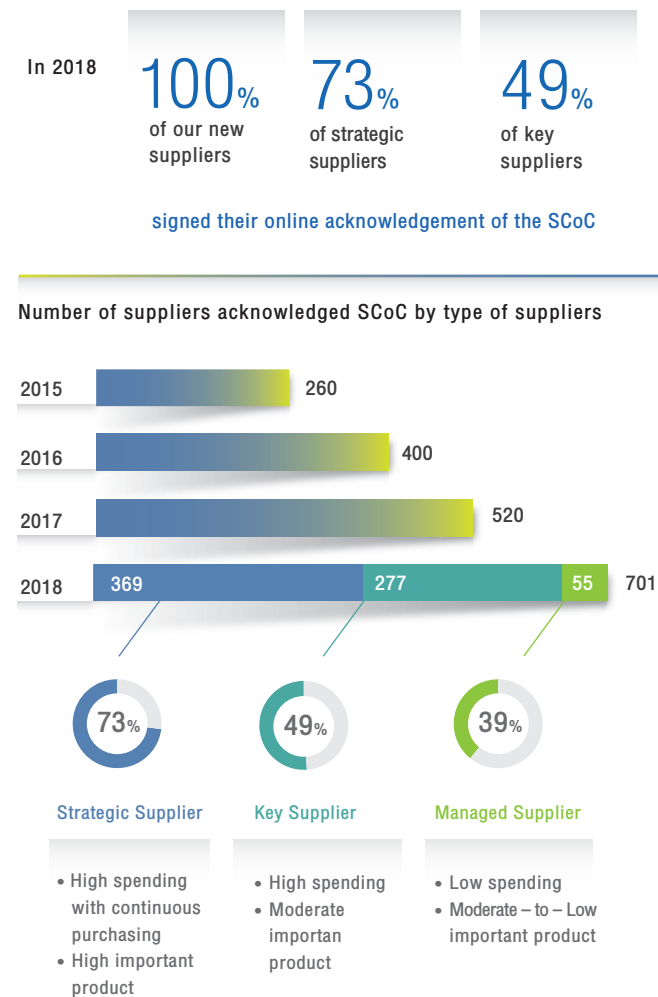 In 2018
100%
of our new
suppliers
73%
of strategic
suppliers
49%
of key
suppliers
signed their online acknowledgement of the SCoC
Number of suppliers acknowledged SCoC by type of suppliers
2015 260
2016 400
2017 520
2018 369 277 55 701
73% 49% 39%
Strategic Supplier
• High spending
with continuous
purchasing
• High important
product
Key Supplier
• High spending
• Moderate
importan
product
Managed Supplier
• Low spending
• Moderate – to – Low
important product